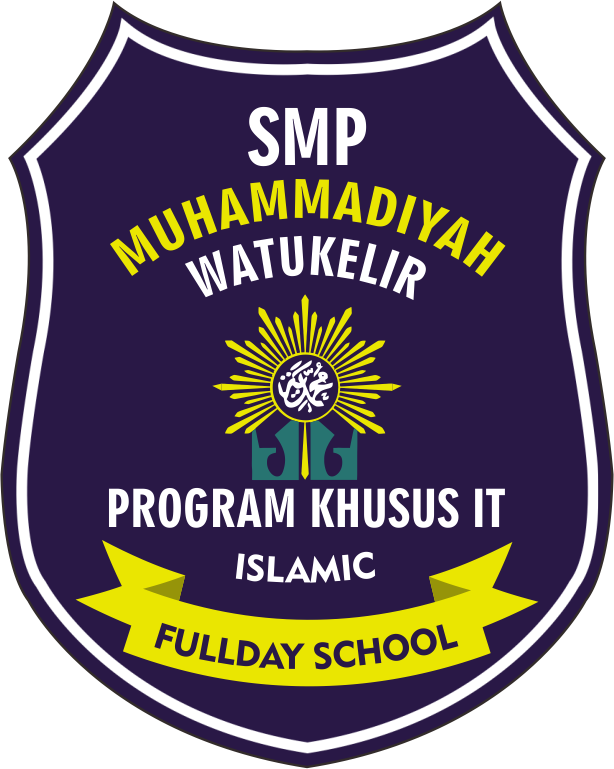 SMP
MUHAMMADIYAH
WATUKELIR
PROGRAM KHUSUS IT
ISLAMIC
FULLDAY SCHOOL